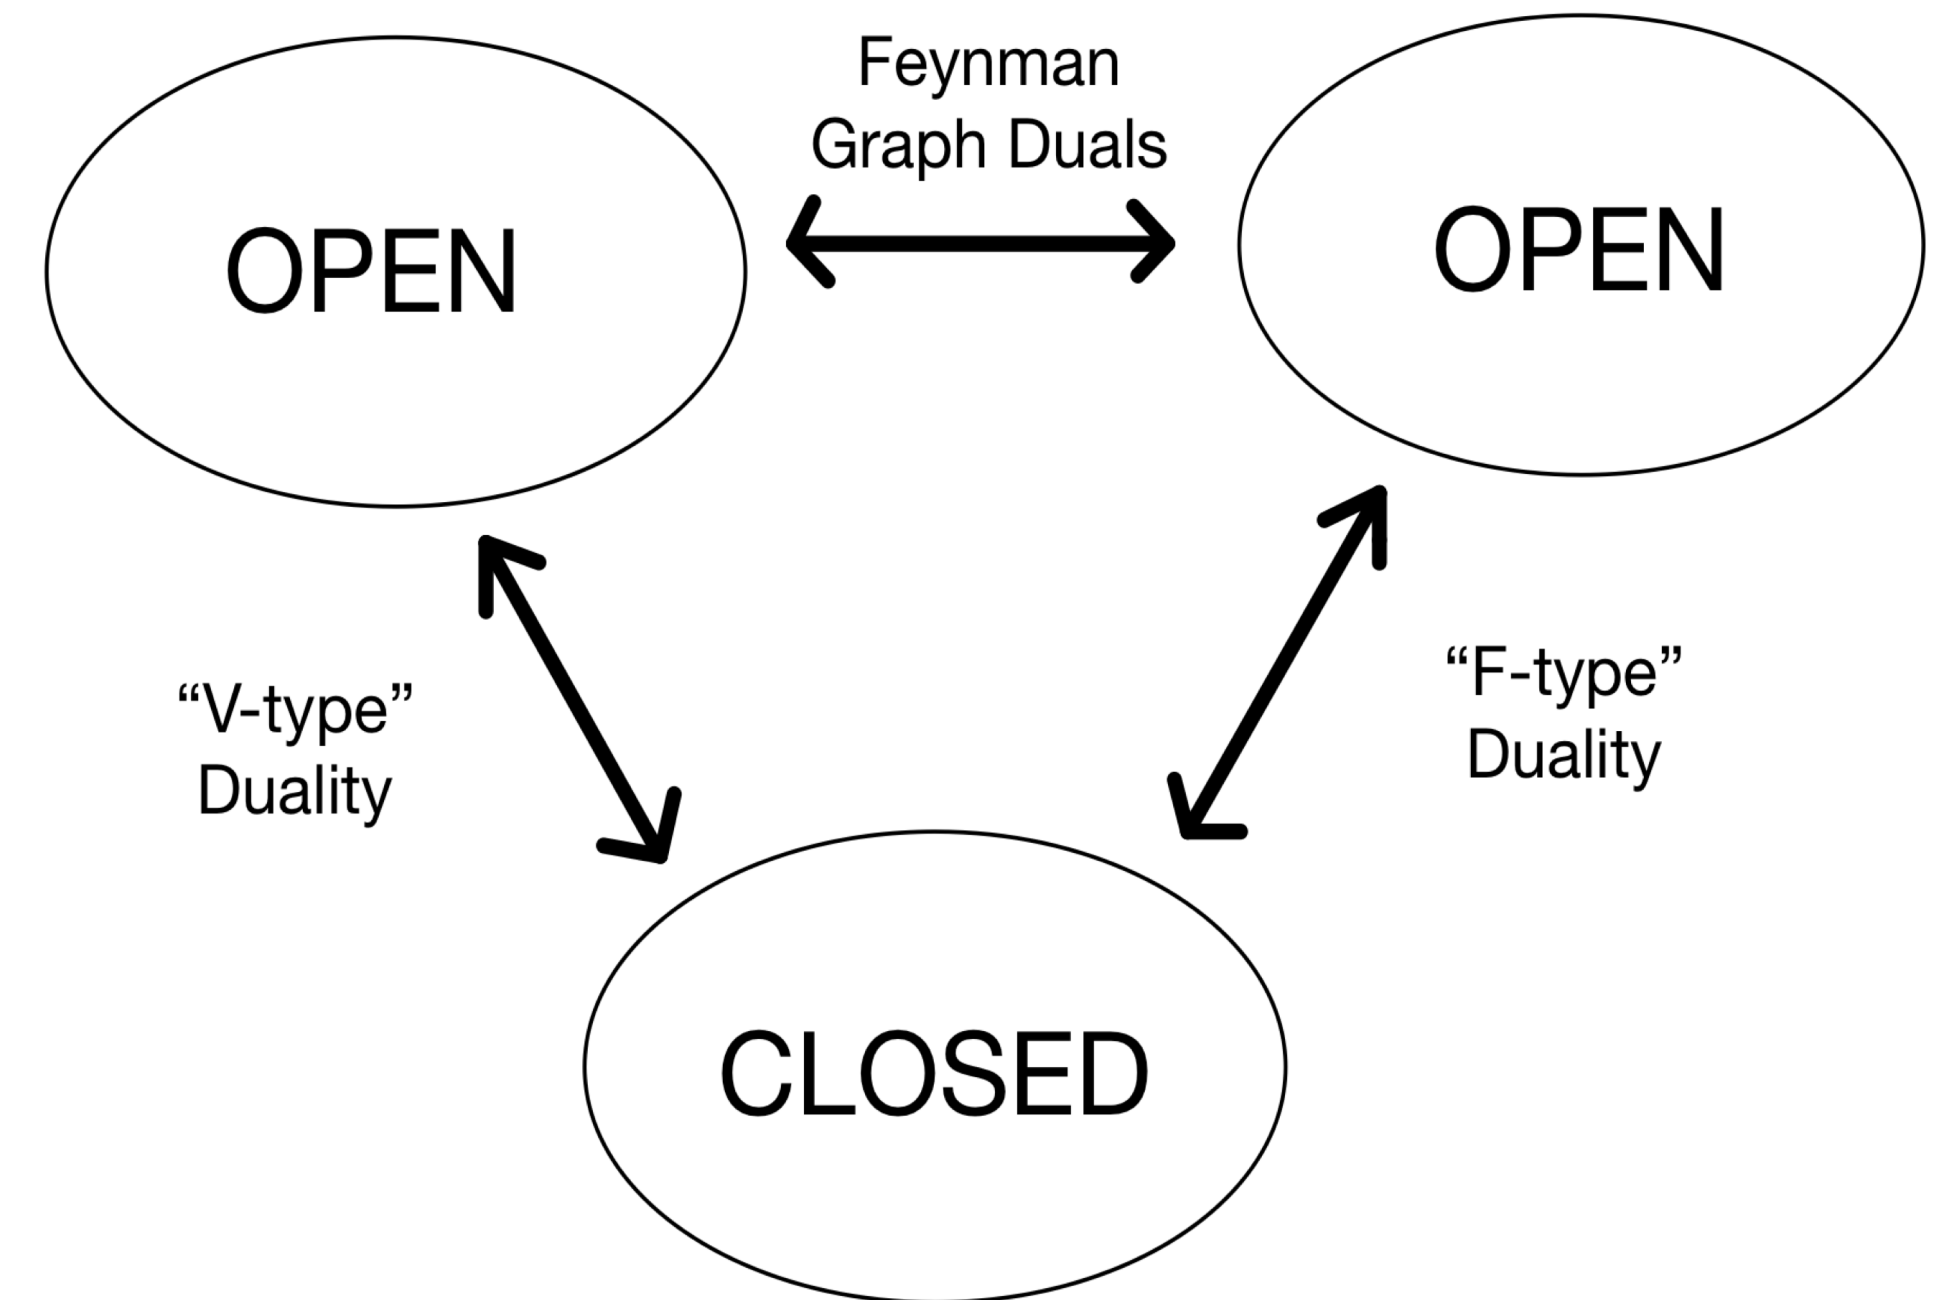 Feynman
Graph Duals
OPEN
OPEN
“V-type”
Duality
“F-type”
Duality
CLOSED